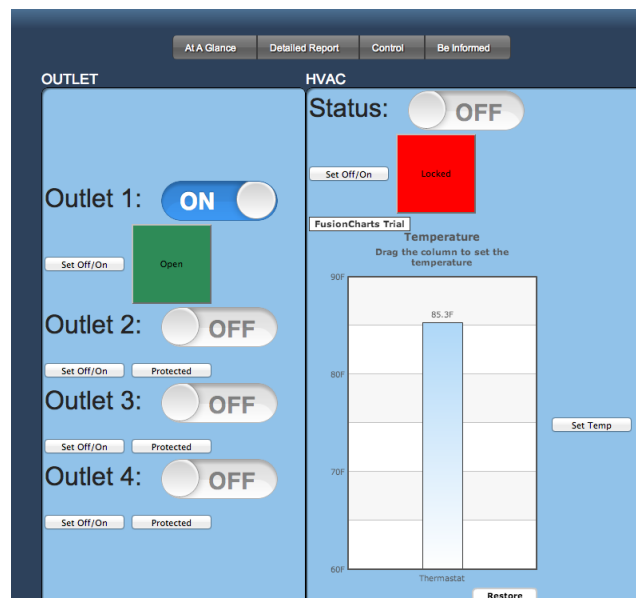 At A Glance Detailed Report Control Be Informed
OUTLET
Outlet 1: ON
Set Off/On Open
Outlet 2: OFF
Set Off/On Protected
Outlet 3: OFF
Set Off/On Protected
Outlet 4: OFF
Set Off/On Protected
HVAC
Status: OFF
Set Off/On Locked
FusionCharts Trial
Temperature
Drag the column to set the
temperature
90F
85.3F
80F
Set Temp
70F
60F
Thermastat
Restore